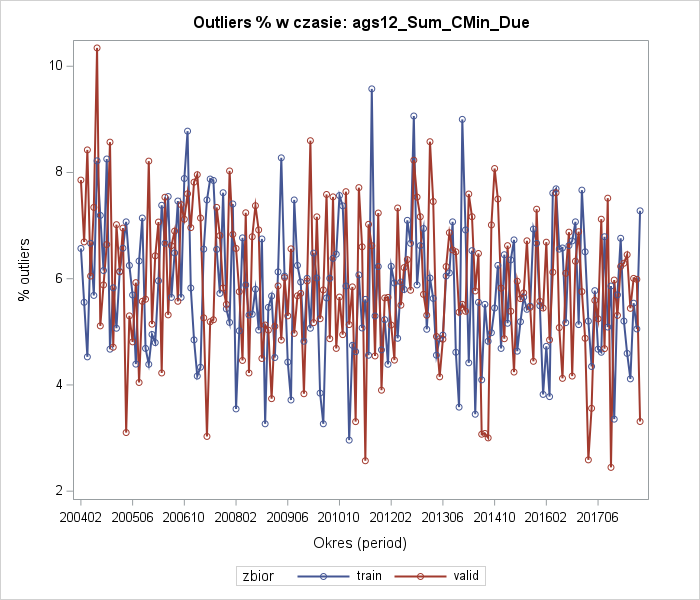 Outliers % w czasie: ags12_Sum_CMin_Due
% outliers
10
8
6
4
2
200402 200506 200610 200802 200906 201010 201202 201306 201410 201602 201706
Okres (period)
zbior train valid